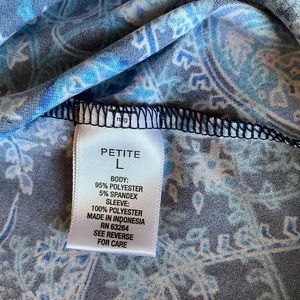 PETITE
L
BODY:
95% POLYESTER
5% SPANDEX
SLEEVE:
100% POLYESTER
MADE IN INDONESIA
RN 63264
SEE REVERSE
FOR CARE